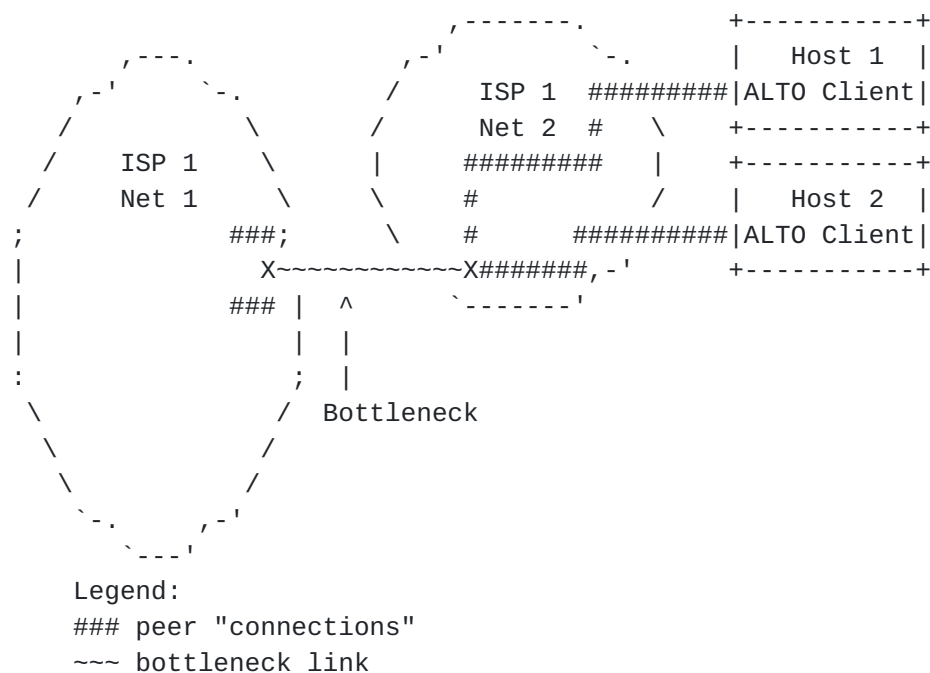 Host 1
ISP 1 #########|ALTO Client|
Net 2 #
ISP 1 #########
Net 1 # Host 2
###; # ##########|ALTO Client|
X~~~~~~~~~~~~X#######
### ^
Bottleneck
Legend:
### peer "connections"
~~~ bottleneck link